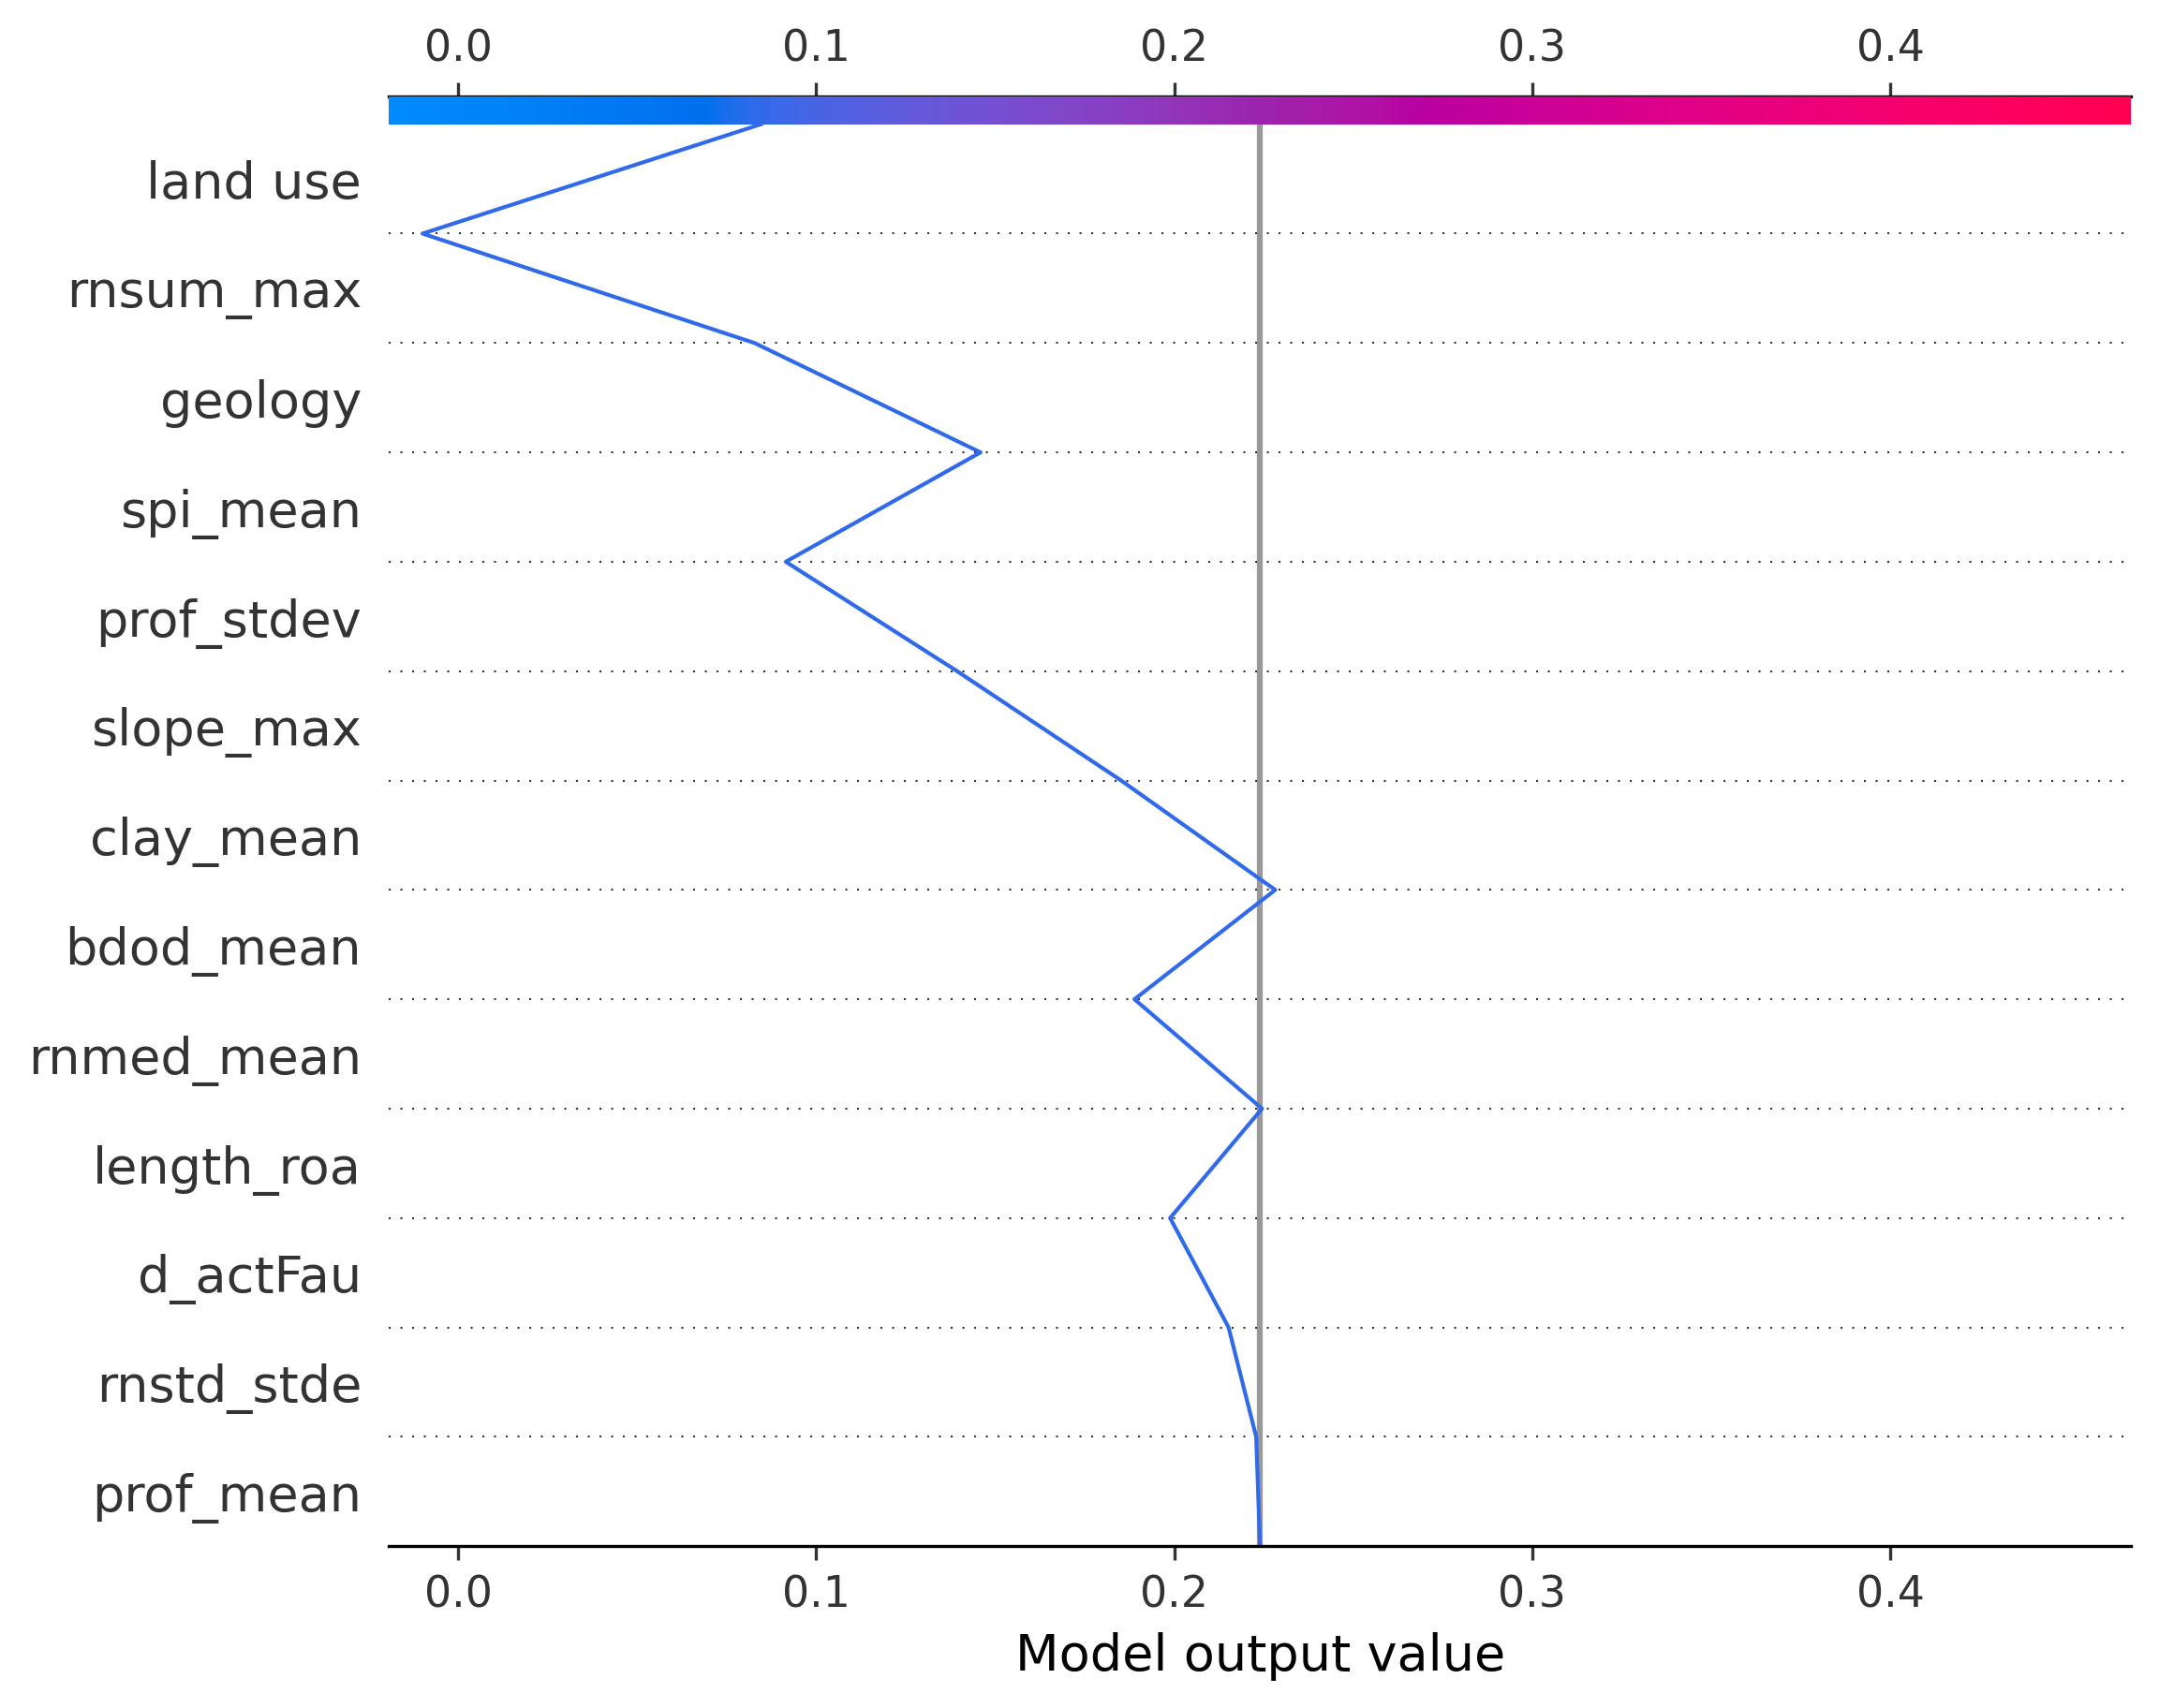 0.0 0.1 0.2 0.3 0.4
land use
rnsum_max
geology
spi_mean
prof_stdev
slope_max
clay_mean
bdod_mean
rnmed_mean
length_roa
d_actFau
rnstd_stde
prof_mean
0.0 0.1 0.2 0.3 0.4
Model output value